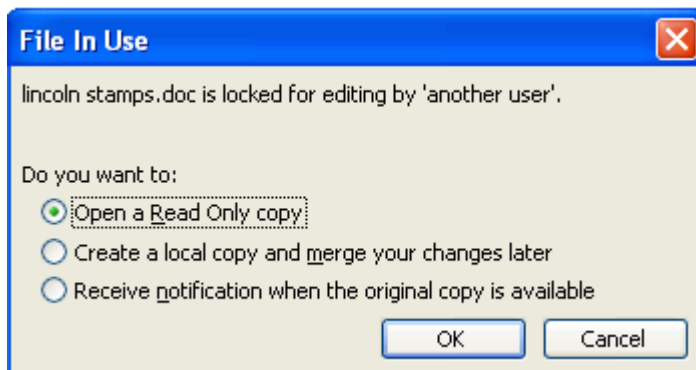 File In Use
lincoln stamps.doc is locked for editing by 'another user'.
Do you want to:
Open a Read Only copy
Create a local copy and merge your changes later
Receive notification when the original copy is available
OK Cancel